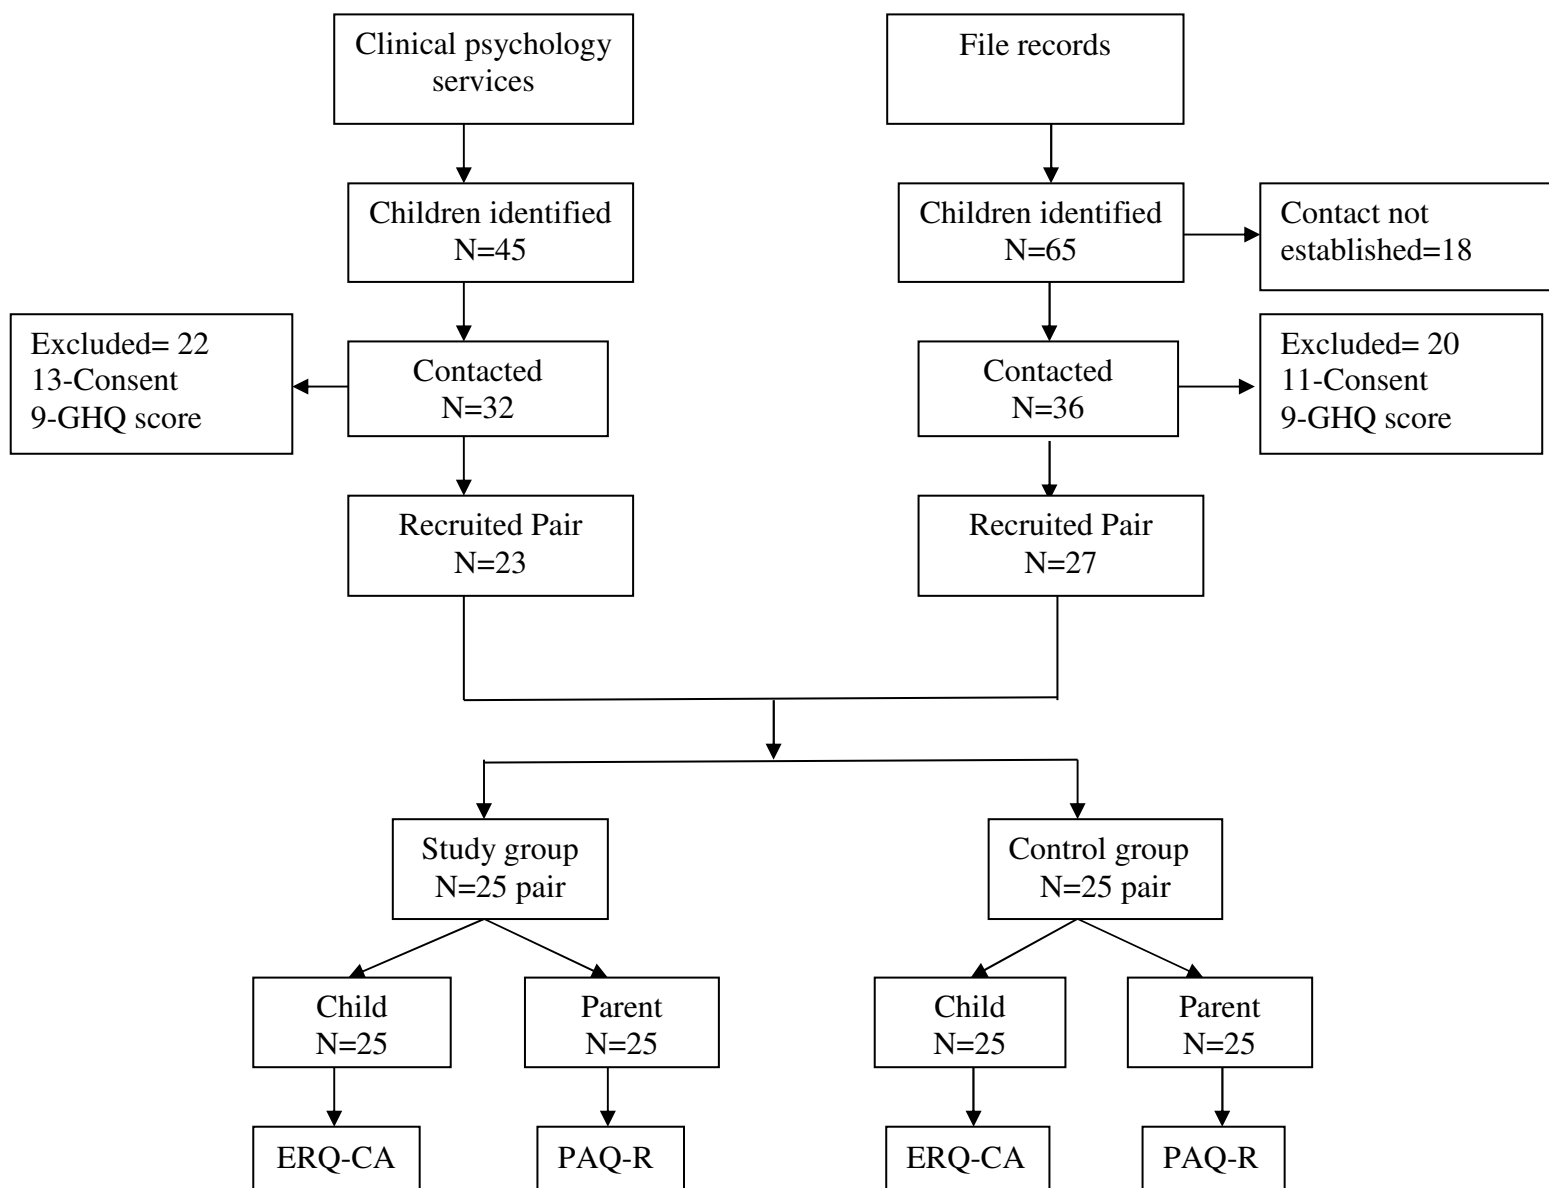 Clinical psychology
services
File records
Children identified
N=45
Children identified
N=65
Contact not
established=18
Excluded= 22
13-Consent
9-GHQ score
Contacted
N=32
Contacted
N=36
Excluded= 20
11-Consent
9-GHQ score
Recruited Pair
N=23
Recruited Pair
N=27
Study group
N=25 pair
Control group
N=25 pair
Child
N=25
Parent
N=25
Child
N=25
Parent
N=25
ERQ-CA
PAQ-R
ERQ-CA
PAQ-R